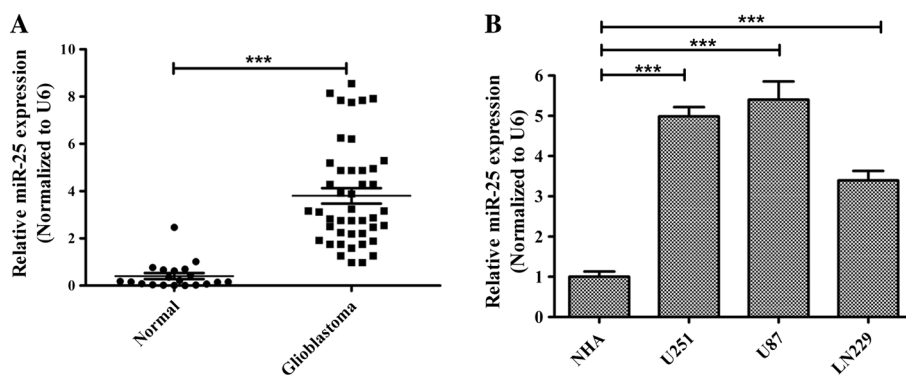 A
Relative miR-25 expression
(Normalized to U6)
10
8
6
4
2
0
***
Normal
Glioblastoma
B
Relative miR-25 expression
(Normalized to U6)
6
5
4
3
2
1
0
***
***
***
NHA
U251
U87
LN229